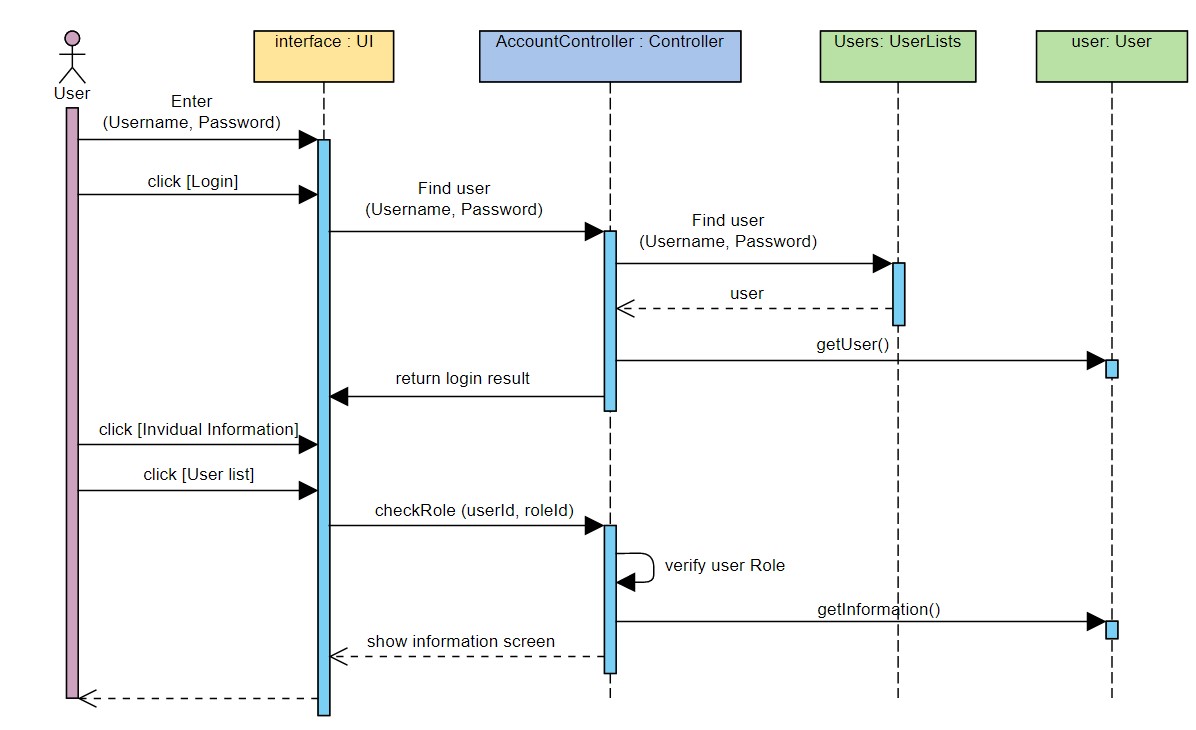 interface : UI
AccountController : Controller
Users: UserLists
user: User
User
Enter
(Username, Password)
click [Login]
Find user
(Username, Password)
Find user
(Username, Password)
user
getUser()
return login result
click [Invidual Information]
click [User list]
checkRole (userId, roleId)
verify user Role
getInformation()
show information screen